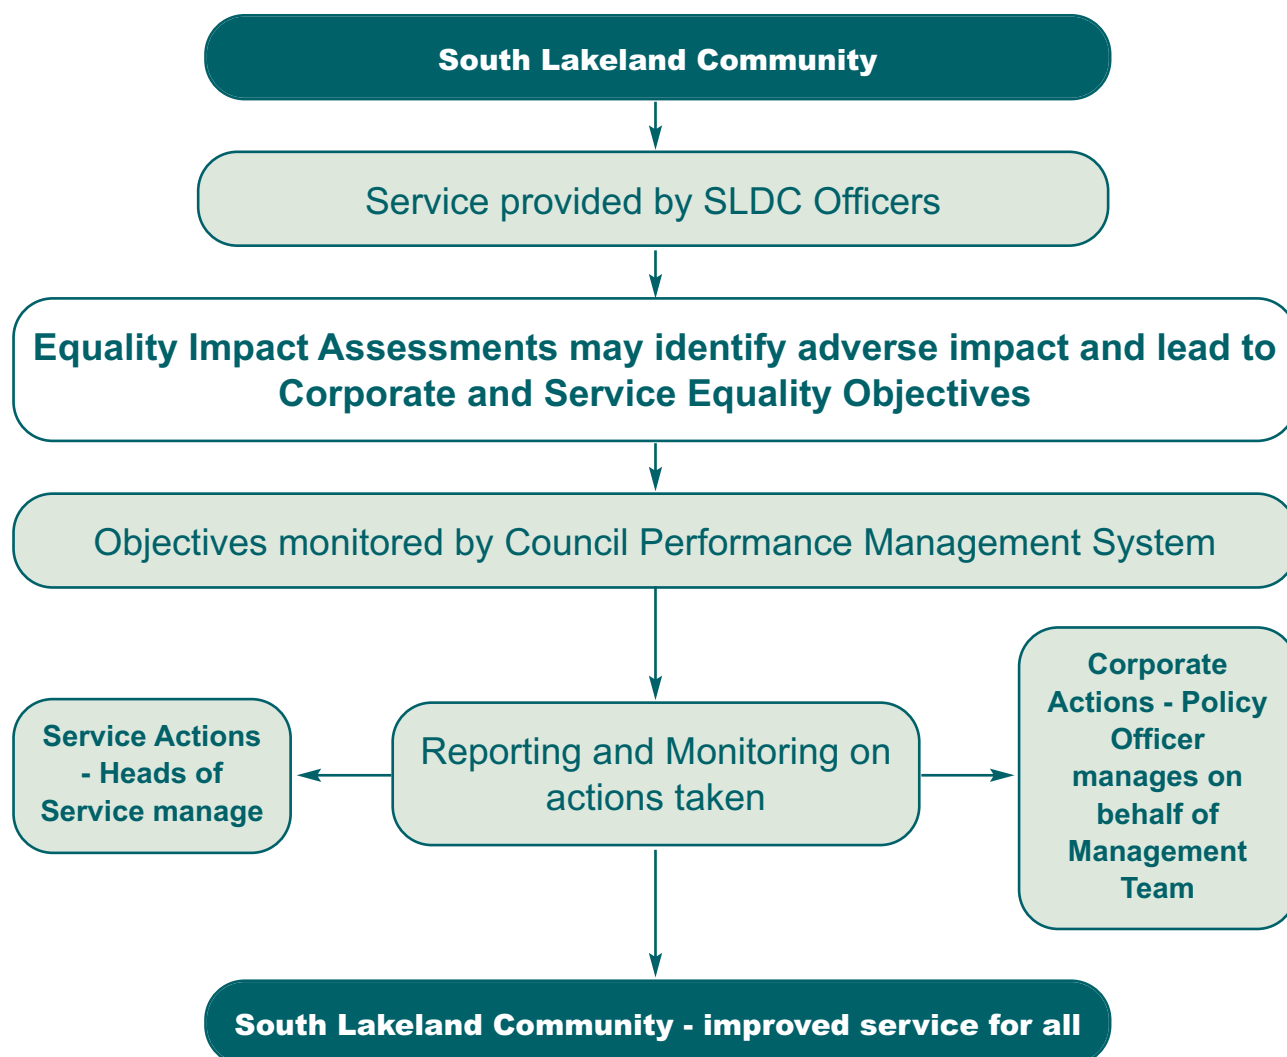 South Lakeland Community
Service provided by SLDC Officers
Equality Impact Assessments may identify adverse impact and lead to
Corporate and Service Equality Objectives
Objectives monitored by Council Performance Management System
Service Actions
- Heads of
Service manage
Reporting and Monitoring on
actions taken
Corporate
Actions - Policy
Officer
manages on
behalf of
Management
Team
South Lakeland Community - improved service for all